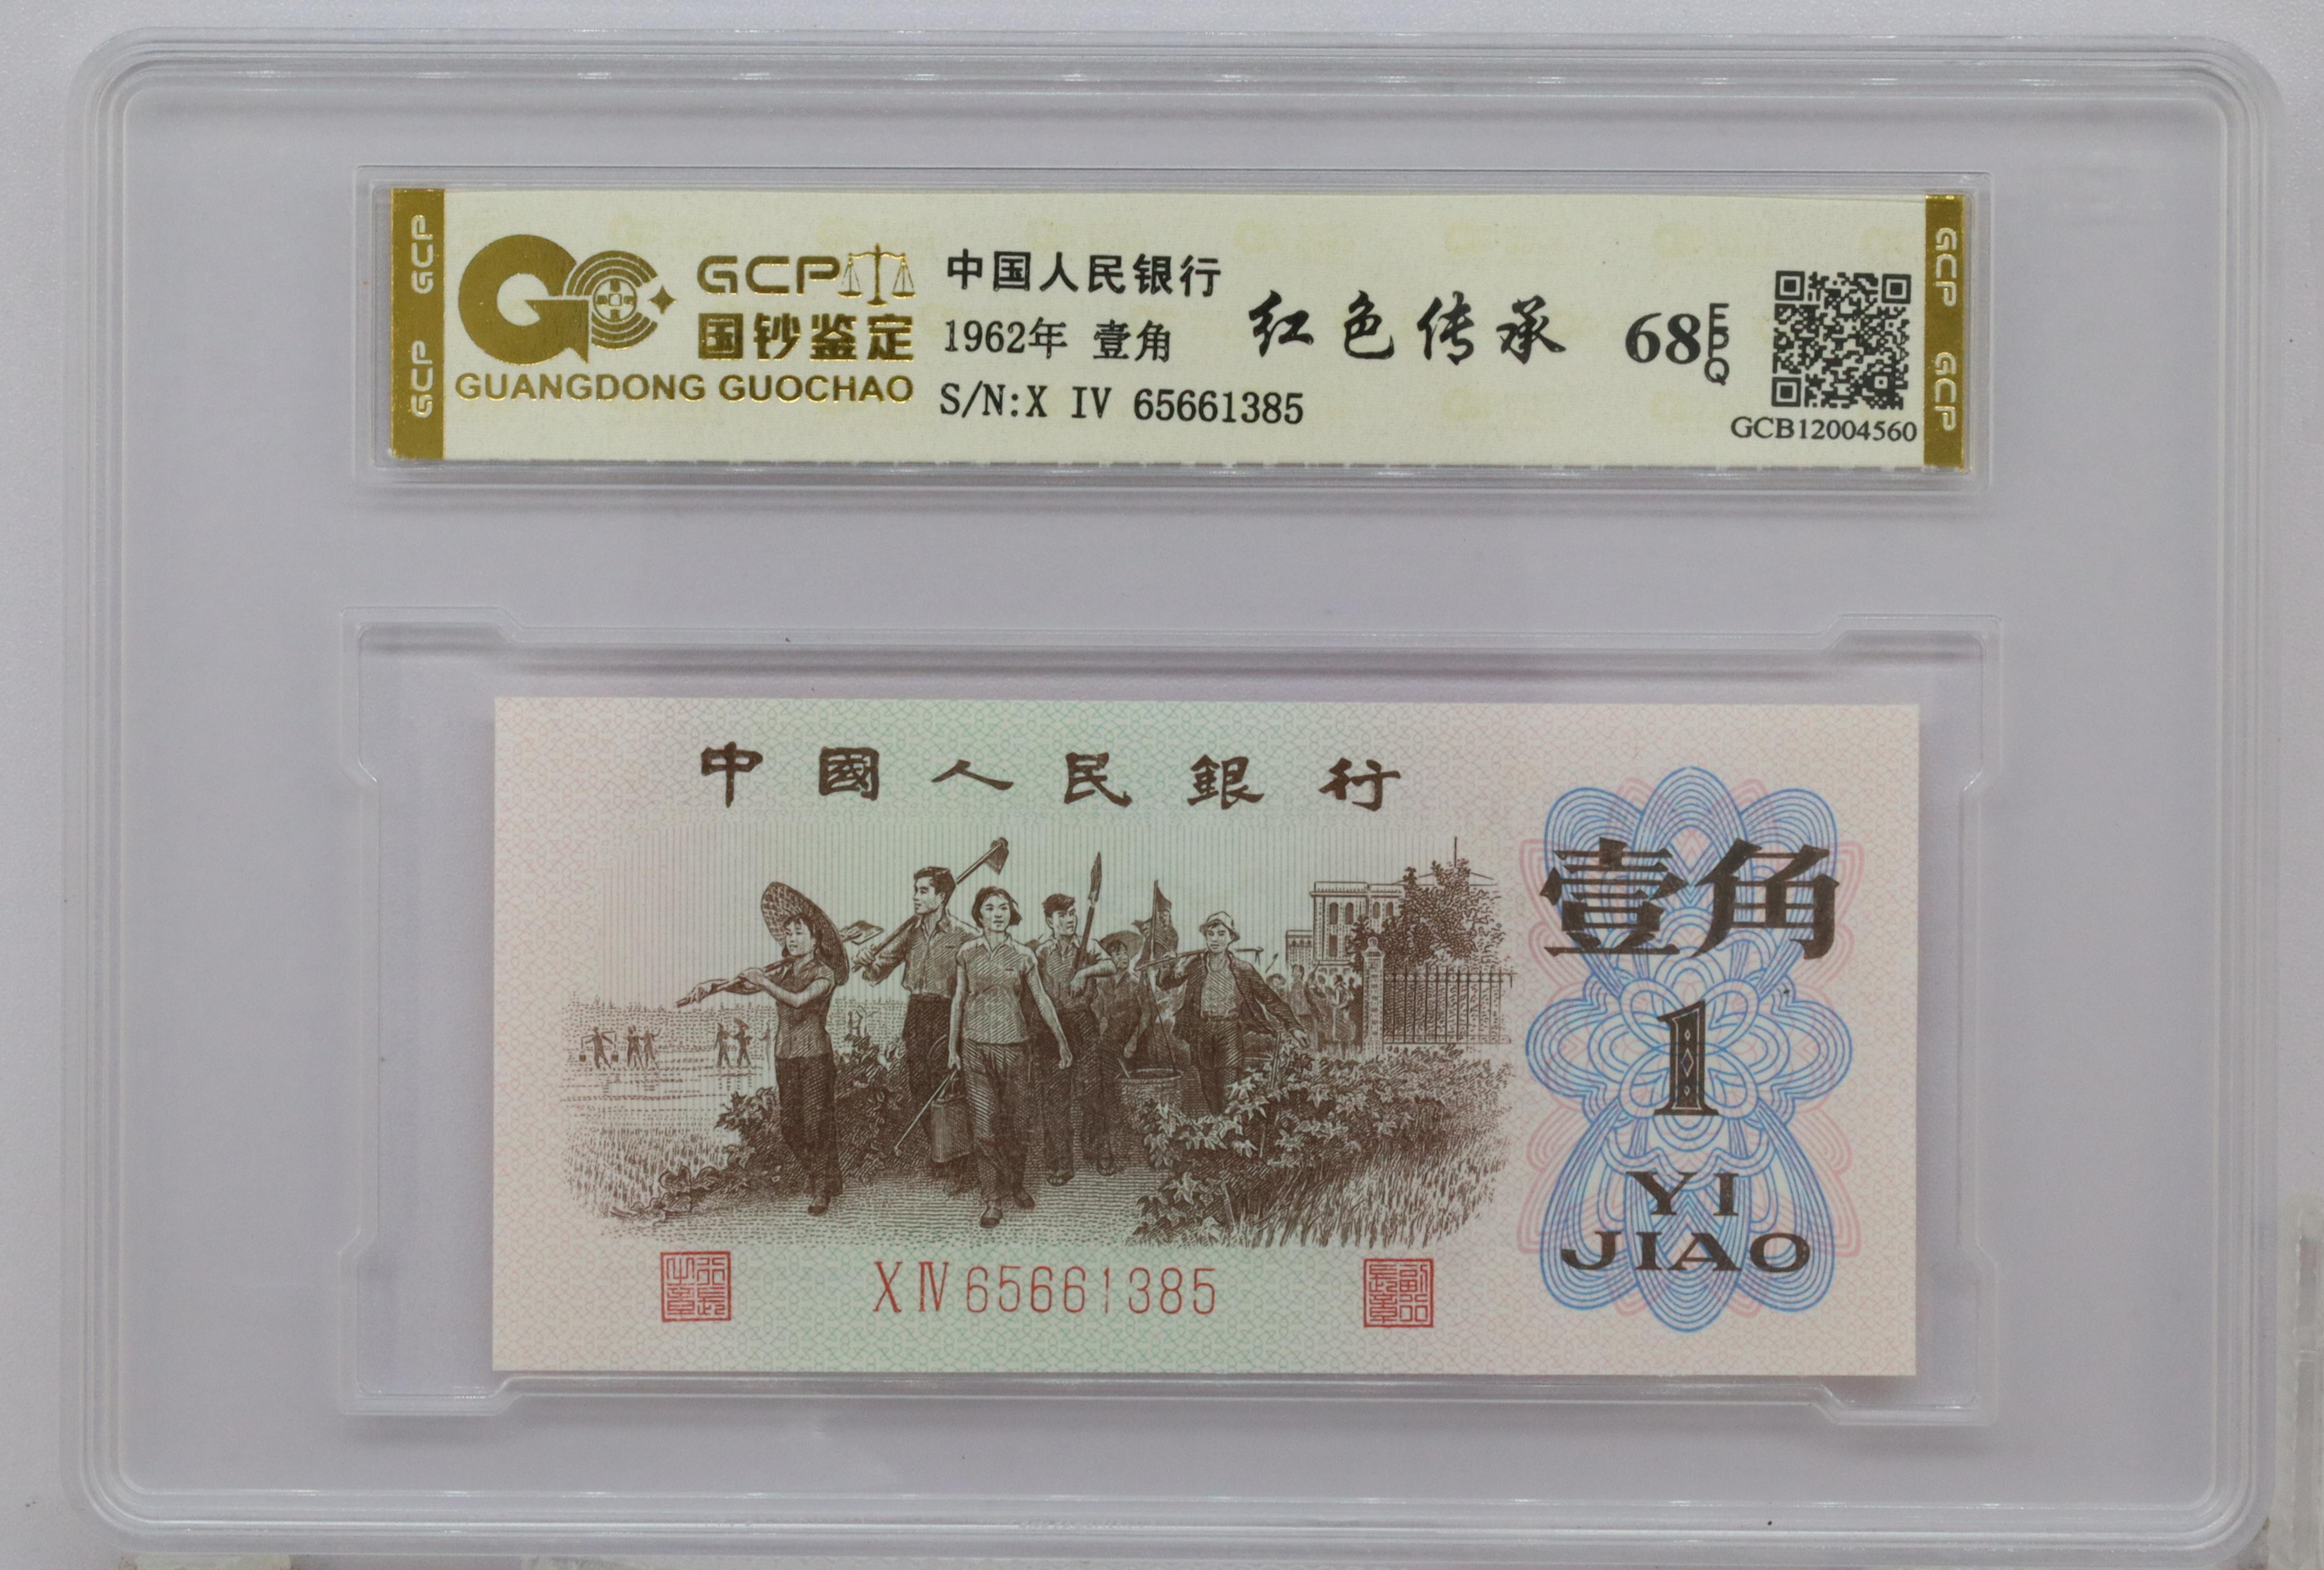 GCP GCP
GCP
国钞鉴定
GUANGDONG GUOCHAO
中国人民银行
1962年 壹角
S/N:X IV 65661385
红色传承
68 EPQ
GCB12004560
GCP GCP
中國人民銀行
壹角
1
YI
JIAO
X Ⅳ 65661385